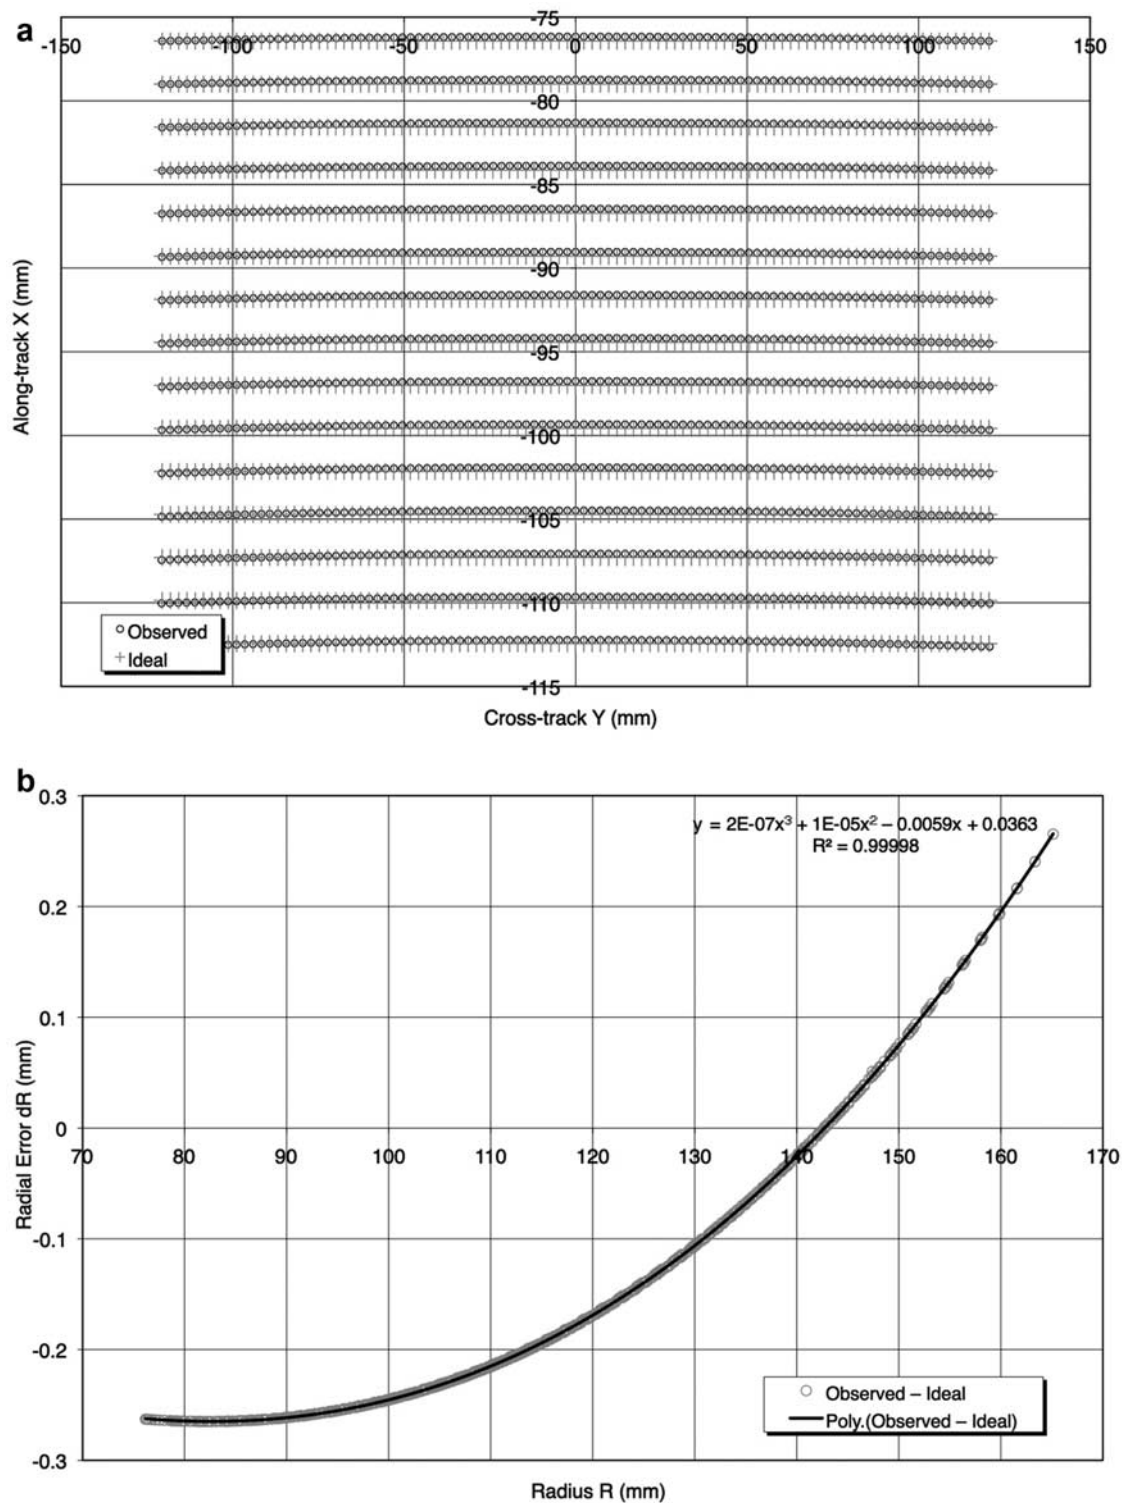 a
-75
-150
-100
-50
0
50
100
150
-80
-85
-90
-95
-100
-105
-110
-115
Along-track X (mm)
Observed
Ideal
Cross-track Y (mm)
b
0.3
y = 2E-07x³ + 1E-05x² – 0.0059x + 0.0363
R² = 0.99998
0.2
0.1
0
70
80
90
100
110
120
130
140
150
160
170
-0.1
-0.2
-0.3
Radial Error dR (mm)
Observed – Ideal
Poly.(Observed – Ideal)
Radius R (mm)